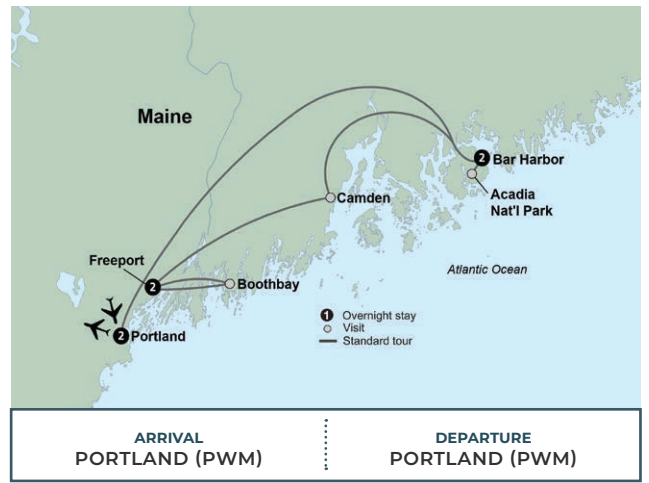 Maine
2 Bar Harbor
Camden
Acadia
Nat'l Park
Freeport
2
Boothbay
Atlantic Ocean
2 Portland
1 Overnight stay
Visit
Standard tour
ARRIVAL
PORTLAND (PWM)
DEPARTURE
PORTLAND (PWM)